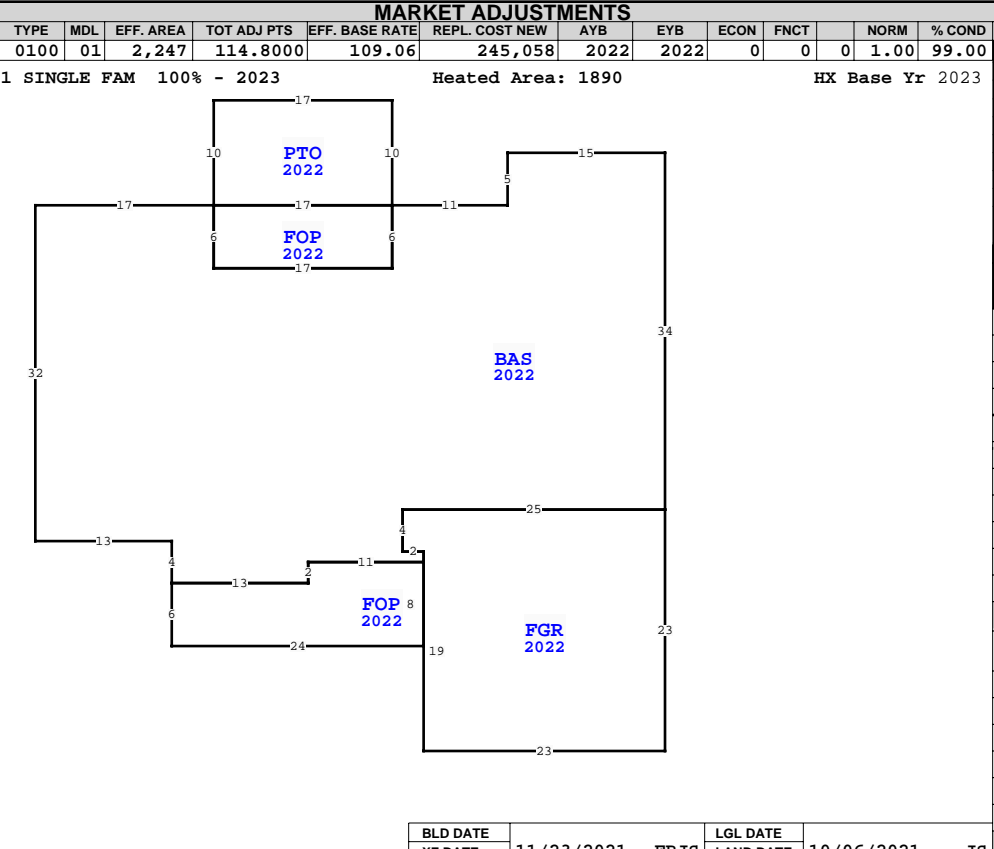 MARKET ADJUSTMENTS
TYPE MDL EFF. AREA TOT ADJ PTS EFF. BASE RATE REPL. COST NEW AYB EYB ECON FNCT NORM % COND
0100 01 2,247 114.8000 109.06 245,058 2022 2022 0 0 0 1.00 99.00
1 SINGLE FAM 100% - 2023 Heated Area: 1890 HX Base Yr 2023
17
10 PTO 10 15
2022
5
17 17 11
6 FOP 6
2022
17
34
BAS
32 2022
25
4
13 2
4 11
2
13
FOP 8
6 2022
FGR 23
24 19 2022
23
BLD DATE LGL DATE
11/23/2021 10/06/2021